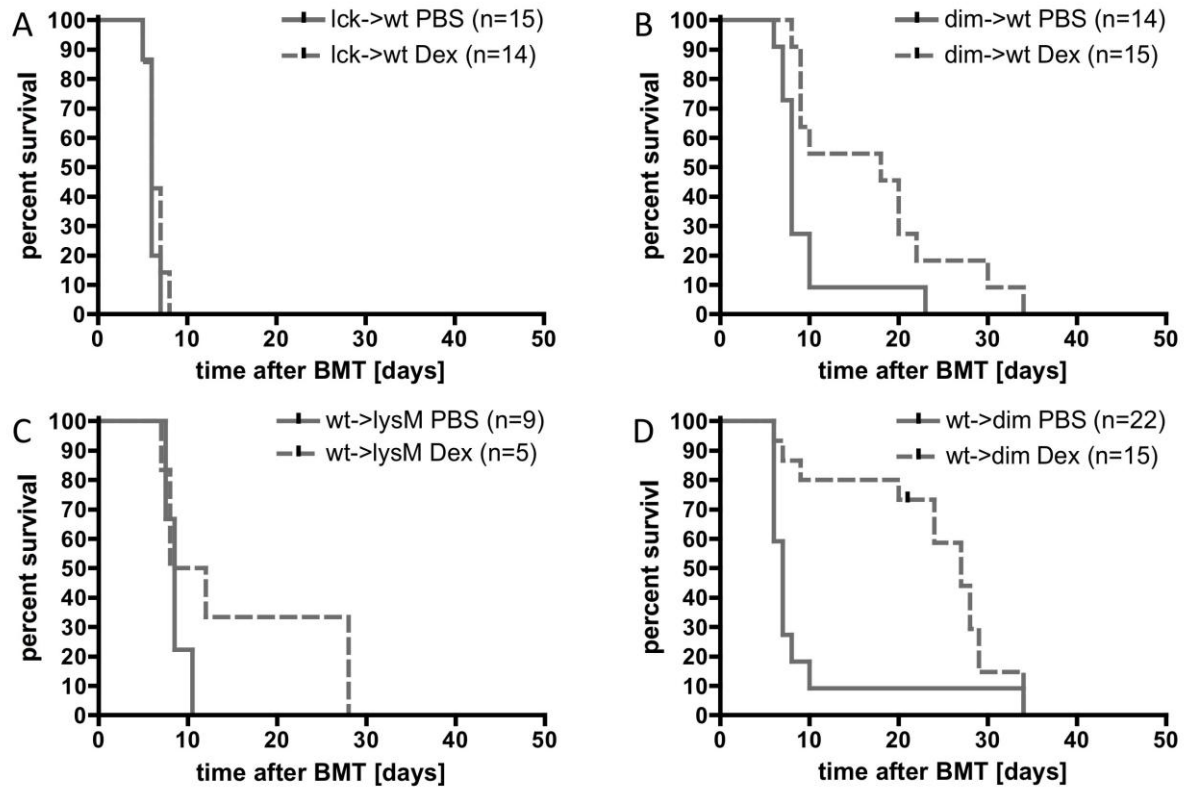 A
lck->wt PBS (n=15)
lck->wt Dex (n=14)
percent survival
100
90
80
70
60
50
40
30
20
10
0
0 10 20 30 40 50
time after BMT [days]
B
dim->wt PBS (n=14)
dim->wt Dex (n=15)
percent survival
100
90
80
70
60
50
40
30
20
10
0
0 10 20 30 40 50
time after BMT [days]
C
wt->lysM PBS (n=9)
wt->lysM Dex (n=5)
percent survival
100
90
80
70
60
50
40
30
20
10
0
0 10 20 30 40 50
time after BMT [days]
D
wt->dim PBS (n=22)
wt->dim Dex (n=15)
percent survivl
100
90
80
70
60
50
40
30
20
10
0
0 10 20 30 40 50
time after BMT [days]